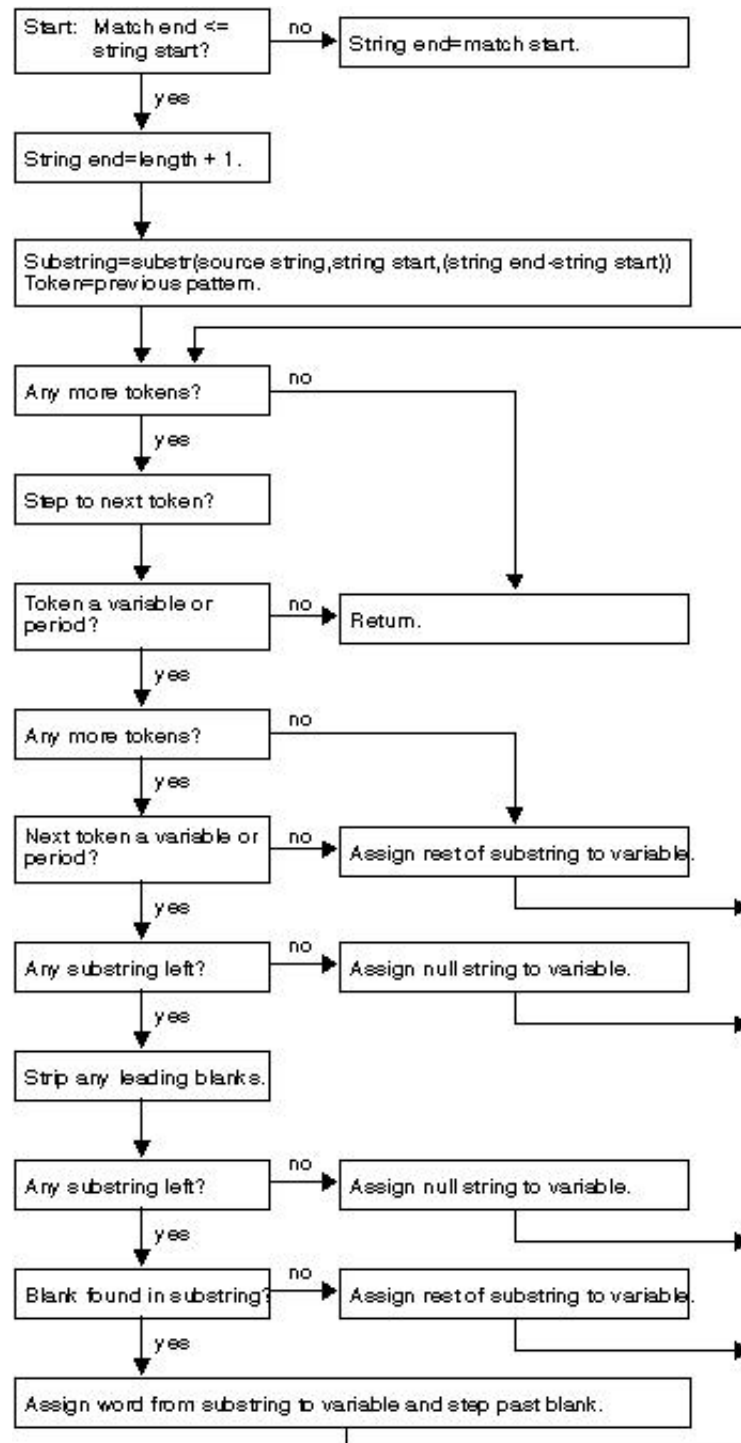 Start: Match end <=
string start?
no
String end=match start.
yes
String end=length + 1.
Substring=substr(source string,string start,(string end-string start))
Token=previous pattern.
Any more tokens?
no
yes
Step to next token?
Token a variable or
period?
no
Return.
yes
Any more tokens?
no
yes
Next token a variable or
period?
no
Assign rest of substring to variable.
yes
Any substring left?
no
Assign null string to variable.
yes
Strip any leading blanks.
Any substring left?
no
Assign null string to variable.
yes
Blank found in substring?
no
Assign rest of substring to variable.
yes
Assign word from substring to variable and step past blank.